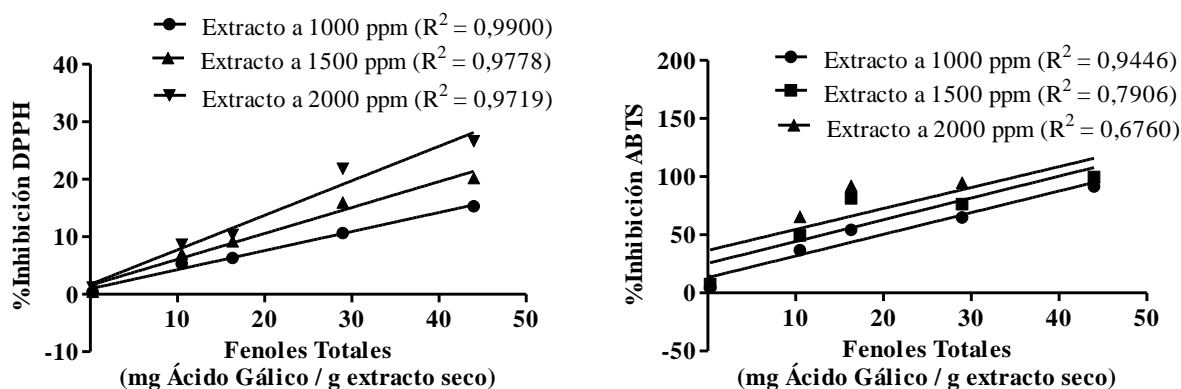 Extracto a 1000 ppm (R² = 0,9900)
Extracto a 1500 ppm (R² = 0,9778)
Extracto a 2000 ppm (R² = 0,9719)
40
30
20
10
0
-10
%Inhibición DPPH
10
20
30
40
50
Fenoles Totales
(mg Ácido Gálico / g extracto seco)
Extracto a 1000 ppm (R² = 0,9446)
Extracto a 1500 ppm (R² = 0,7906)
Extracto a 2000 ppm (R² = 0,6760)
200
150
100
50
0
-50
%Inhibición ABTS
10
20
30
40
50
Fenoles Totales
(mg Ácido Gálico / g extracto seco)